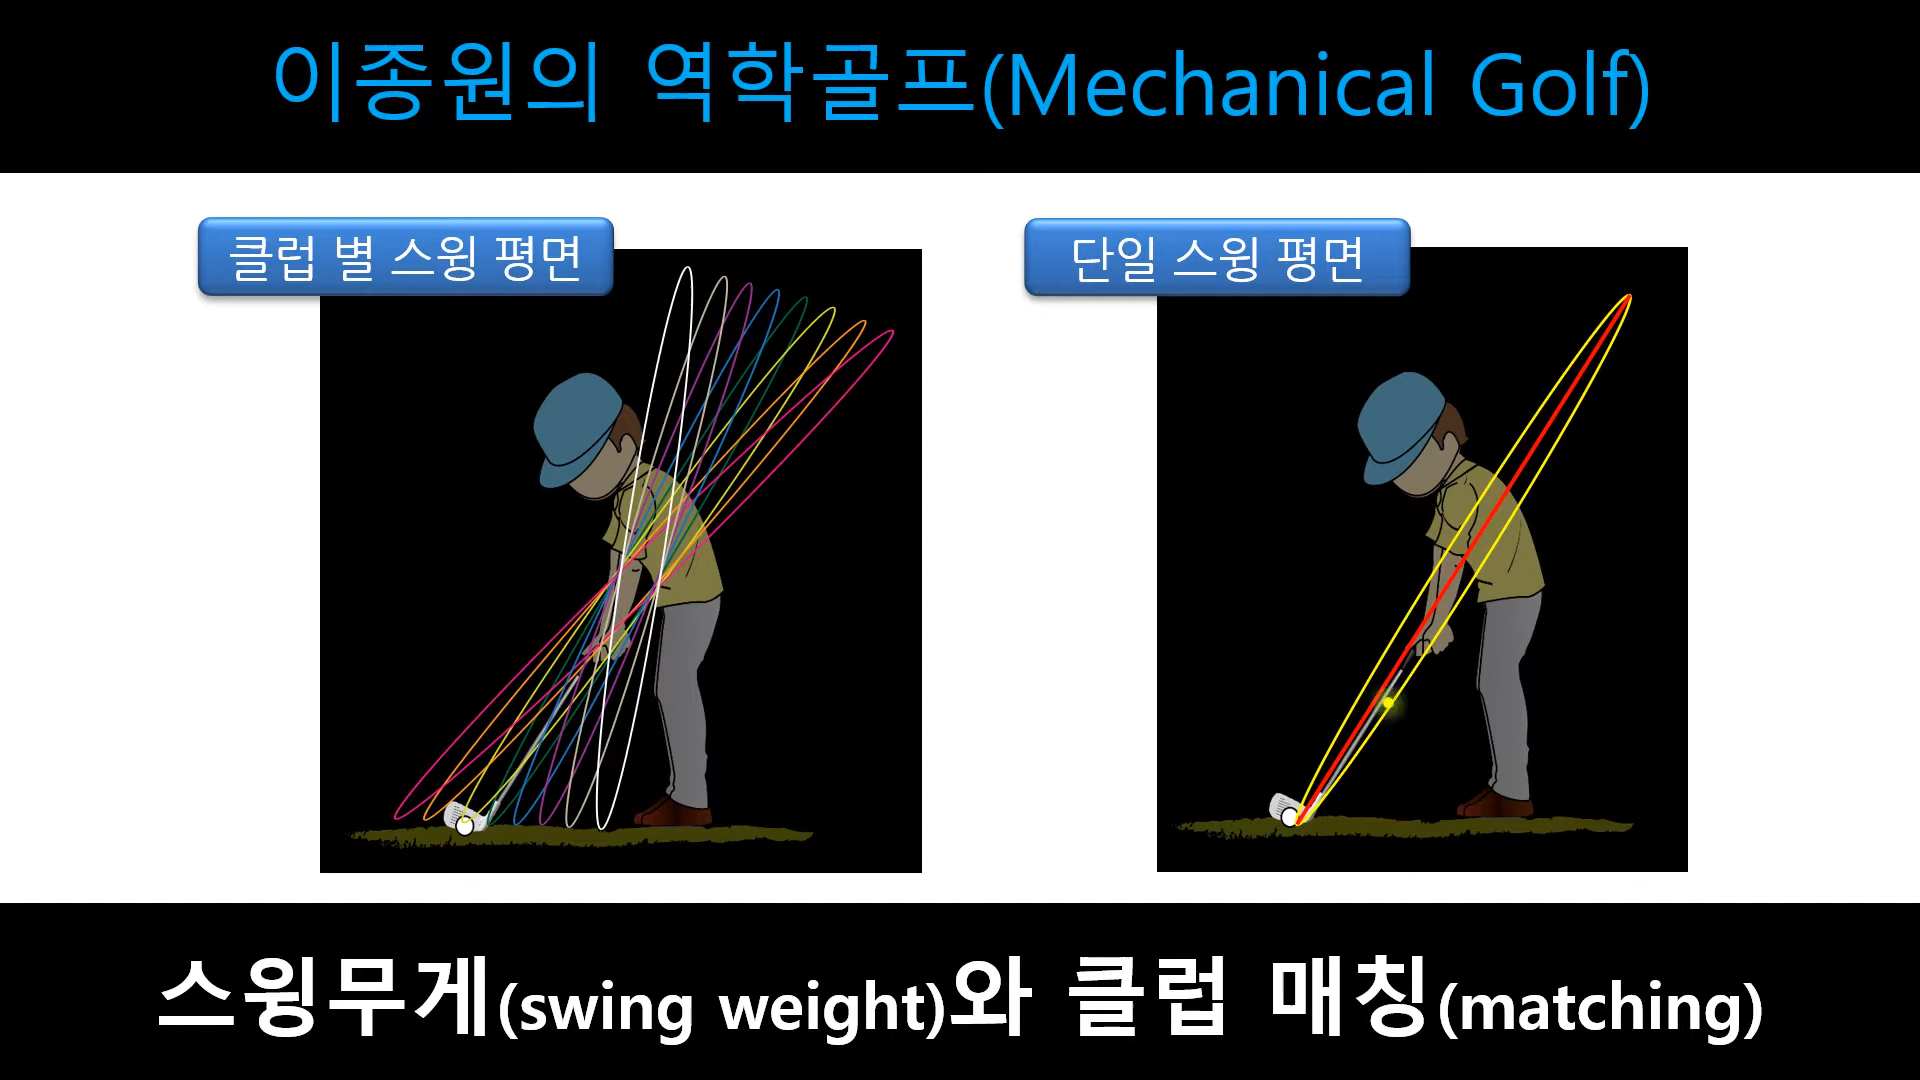 이종원의 역학골프(Mechanical Golf)
클럽 별 스윙 평면
단일 스윙 평면
스윙무게(swing weight)와 클럽 매칭(matching)